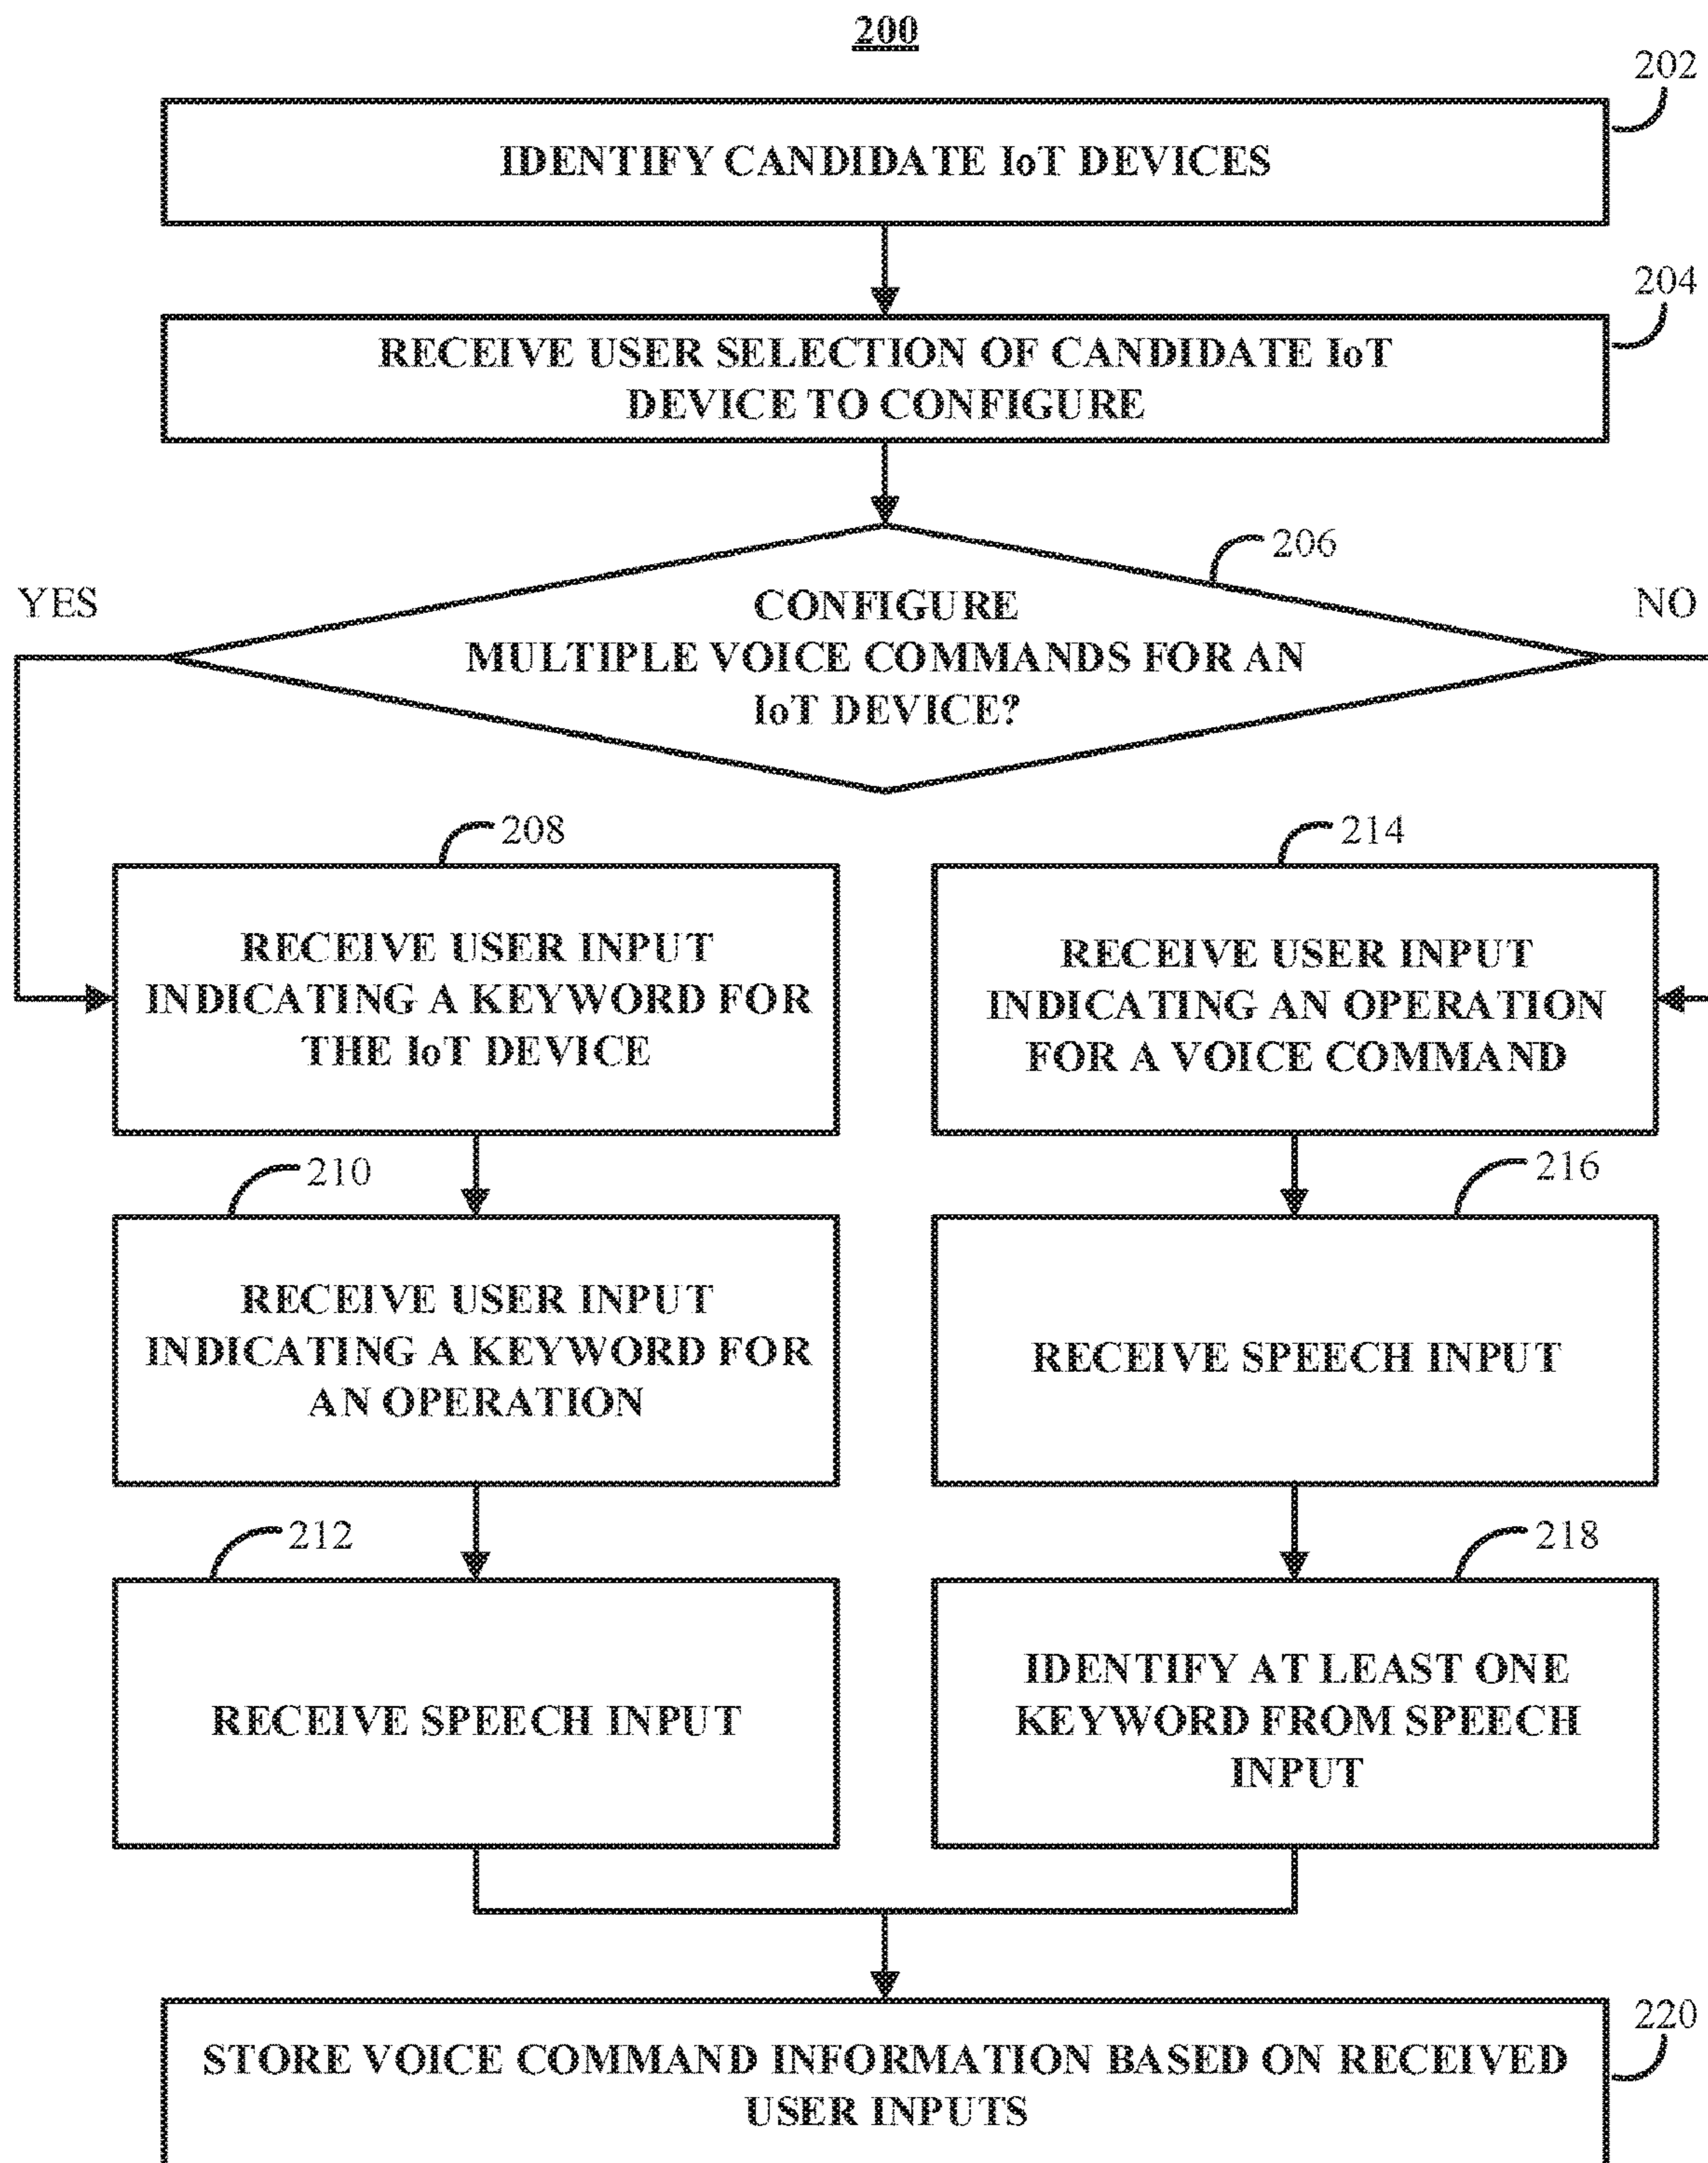 200
202
IDENTIFY CANDIDATE IoT DEVICES
204
RECEIVE USER SELECTION OF CANDIDATE IoT
DEVICE TO CONFIGURE
206
YES
NO
CONFIGURE
MULTIPLE VOICE COMMANDS FOR AN
IoT DEVICE?
208
RECEIVE USER INPUT
INDICATING A KEYWORD FOR
THE IoT DEVICE
210
RECEIVE USER INPUT
INDICATING A KEYWORD FOR
AN OPERATION
212
RECEIVE SPEECH INPUT
214
RECEIVE USER INPUT
INDICATING AN OPERATION
FOR A VOICE COMMAND
216
RECEIVE SPEECH INPUT
218
IDENTIFY AT LEAST ONE
KEYWORD FROM SPEECH
INPUT
220
STORE VOICE COMMAND INFORMATION BASED ON RECEIVED
USER INPUTS